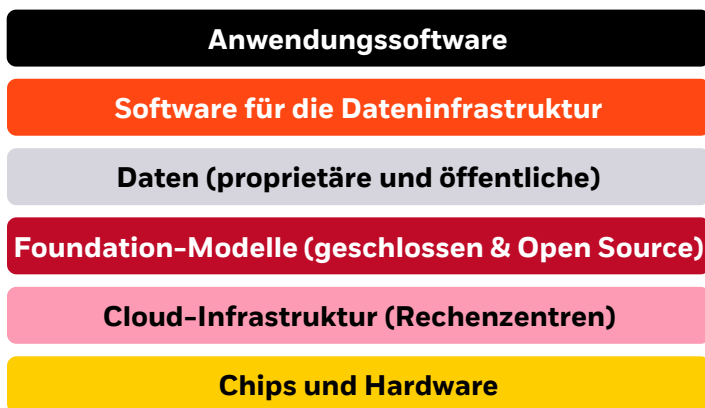 Anwendungssoftware
Software für die Dateninfrastruktur
Daten (proprietäre und öffentliche)
Foundation-Modelle (geschlossen & Open Source)
Cloud-Infrastruktur (Rechenzentren)
Chips und Hardware